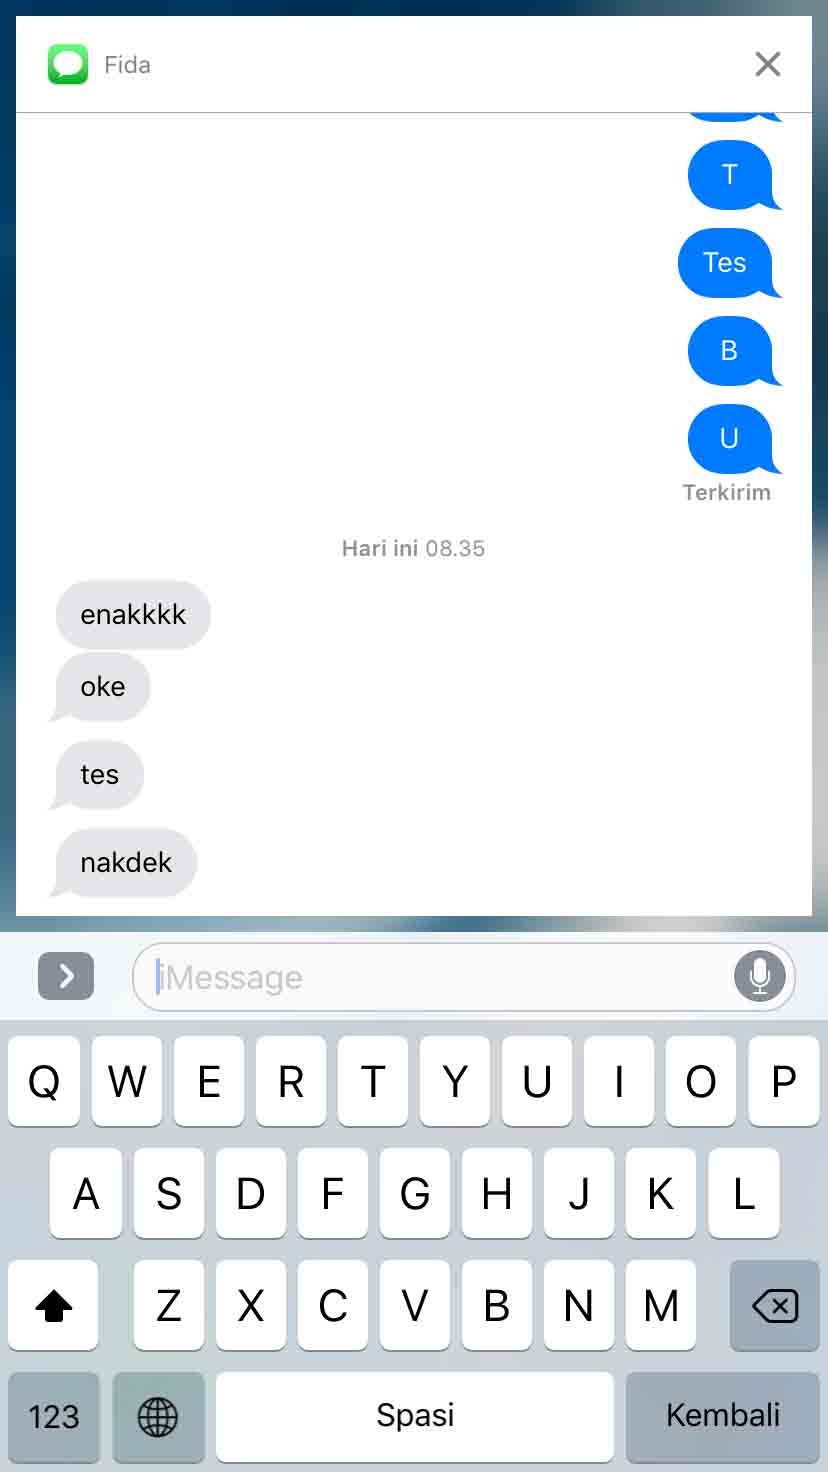 Fida
T
Tes
B
U
Terkirim
Hari ini 08.35
enakkkk
oke
tes
nakdek
iMessage
Q W E R T Y U I O P
A S D F G H J K L
Z X C V B N M
123 Spasi Kembali